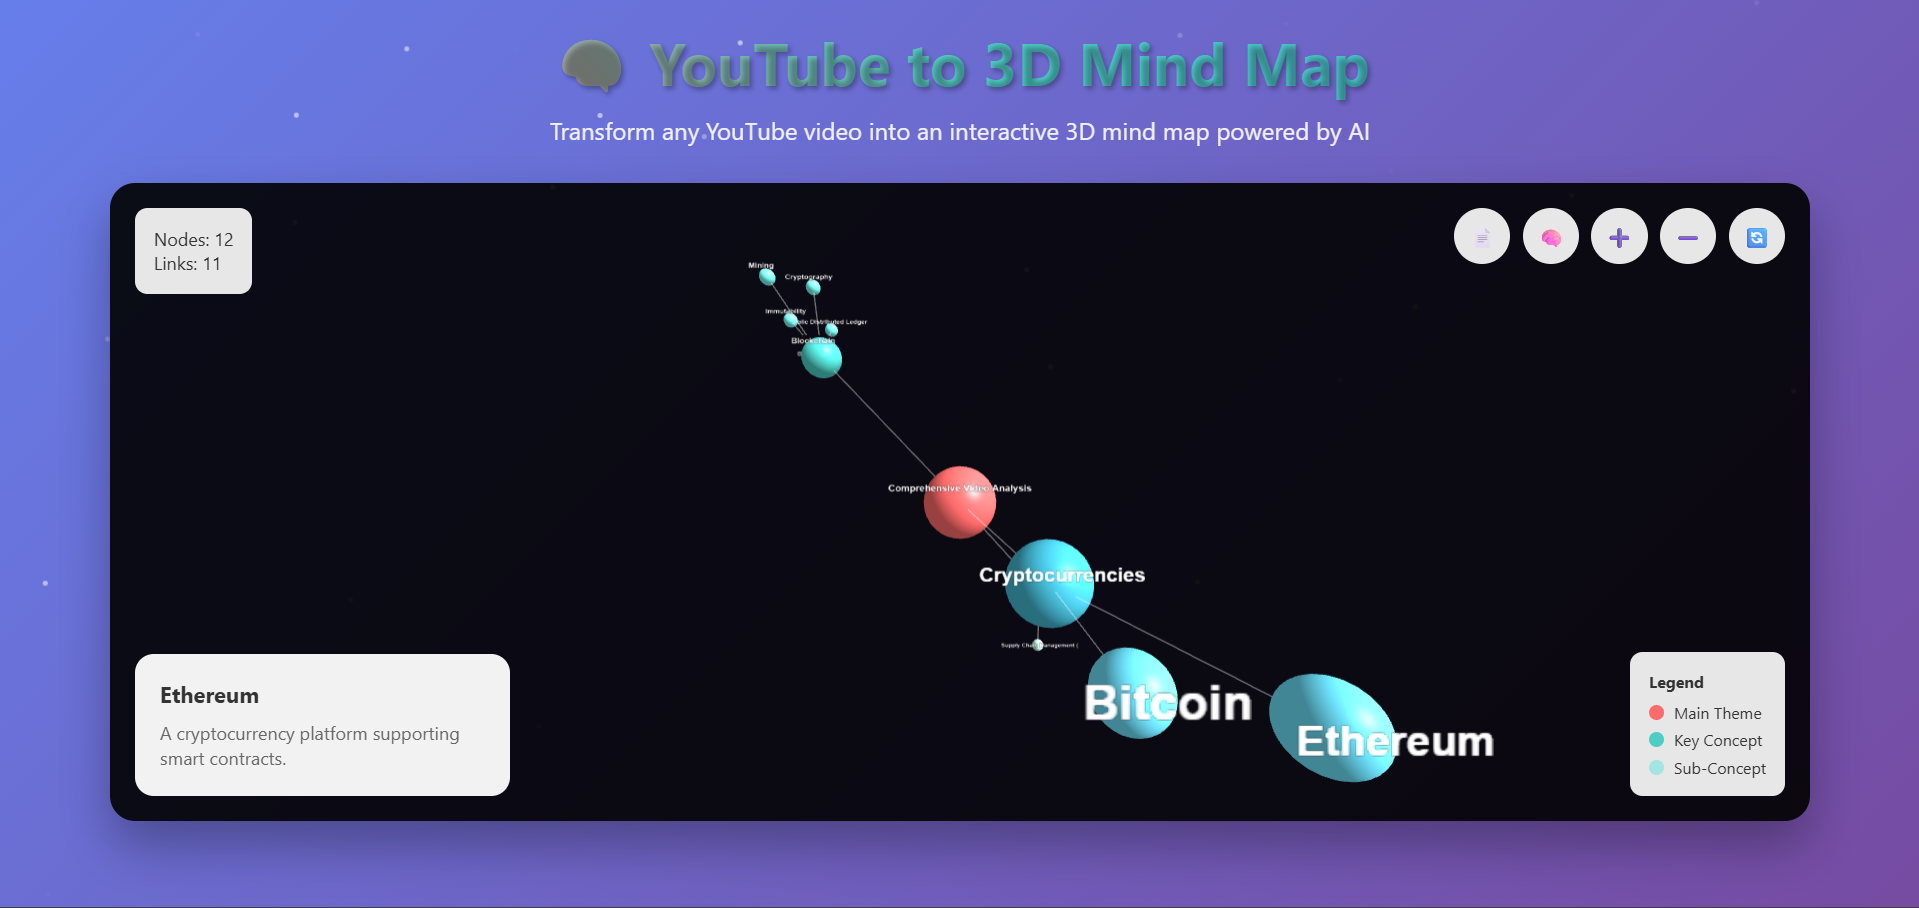 YouTube to 3D Mind Map
Transform any YouTube video into an interactive 3D mind map powered by AI
Nodes: 12
Links: 11
Mining
Cryptography
Immutability
Distributed Ledger
Blockchain
Comprehensive Video Analysis
Cryptocurrencies
Supply Chain Management (
Bitcoin
Ethereum
Ethereum
A cryptocurrency platform supporting
smart contracts.
Legend
Main Theme
Key Concept
Sub-Concept